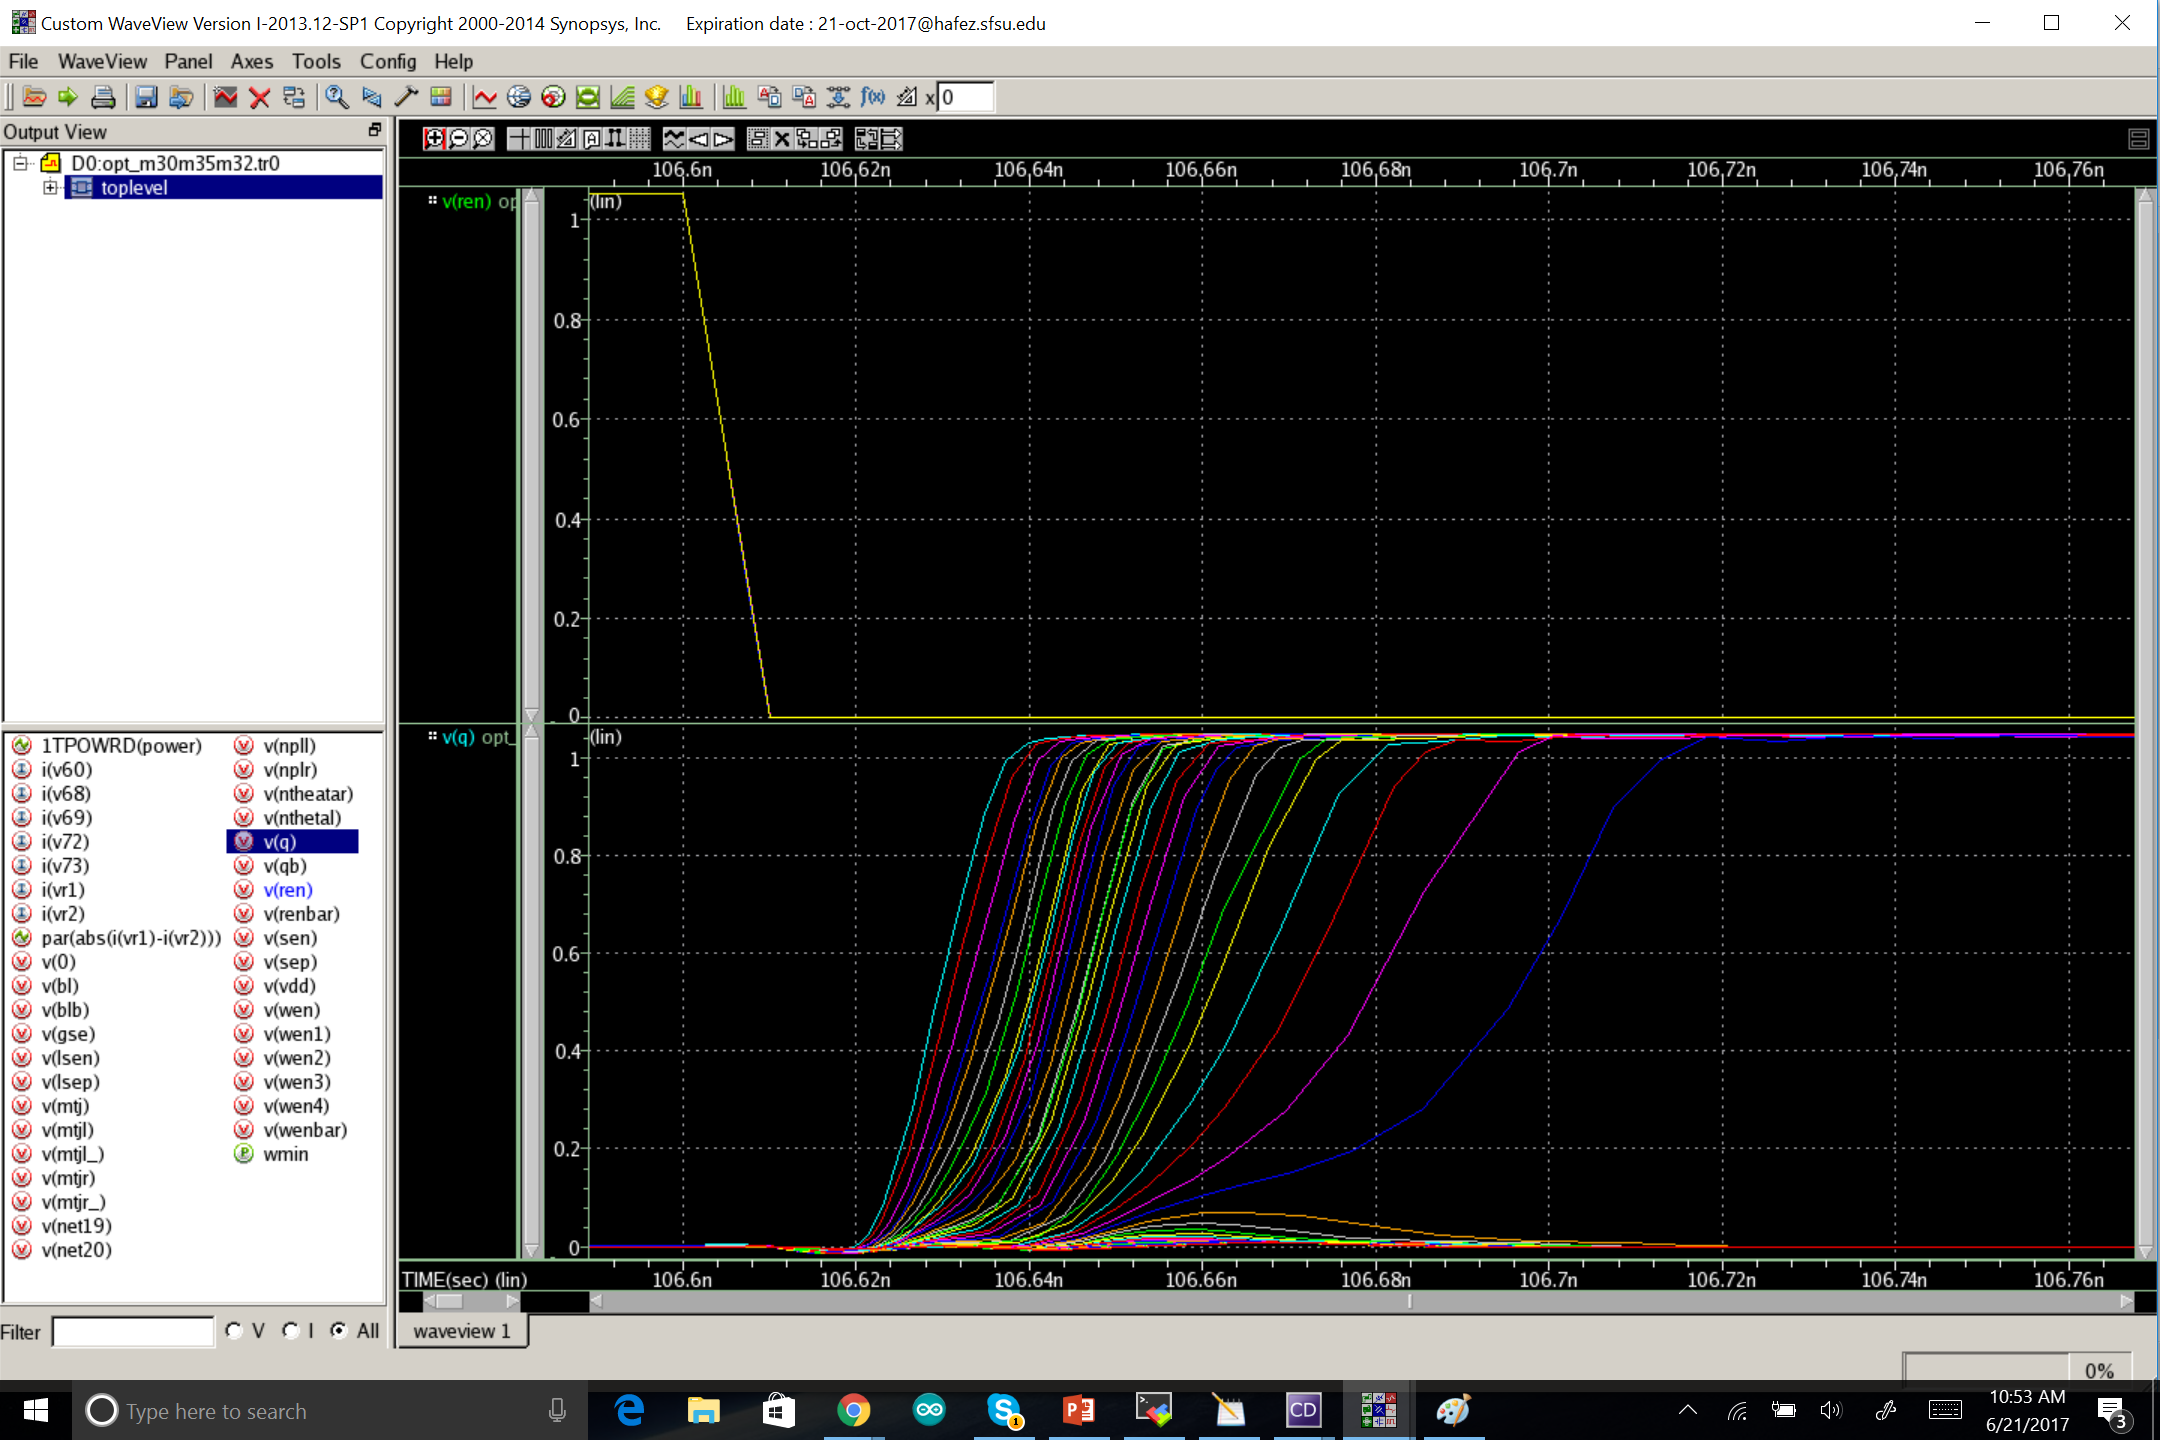 Custom WaveView Version I-2013.12-SP1 Copyright 2000-2014 Synopsys, Inc. Expiration date : 21-oct-2017@hafez.sfsu.edu
File WaveView Panel Axes Tools Config Help
f(x) x 0
Output View
D0:opt_m30m35m32.tr0
toplevel
106.6n 106.62n 106.64n 106.66n 106.68n 106.7n 106.72n 106.74n 106.76n
v(ren) op (lin)
1
0.8
0.6
0.4
0.2
0
v(q) opt_ (lin)
1
0.8
0.6
0.4
0.2
0
TIME(sec) (lin) 106.6n 106.62n 106.64n 106.66n 106.68n 106.7n 106.72n 106.74n 106.76n
1TPOWRD(power) v(npll)
i(v60) v(nplr)
i(v68) v(ntheatar)
i(v69) v(nthetal)
i(v72) v(q)
i(v73) v(qb)
i(vr1) v(ren)
i(vr2) v(renbar)
par(abs(i(vr1)-i(vr2))) v(sen)
v(0) v(sep)
v(bl) v(vdd)
v(blb) v(wen)
v(gse) v(wen1)
v(lsen) v(wen2)
v(lsep) v(wen3)
v(mtj) v(wen4)
v(mtjl) v(wenbar)
v(mtjl_) wmin
v(mtjr)
v(mtjr_)
v(net19)
v(net20)
Filter V I All
waveview 1
0%
Type here to search
CD
10:53 AM
6/21/2017
3